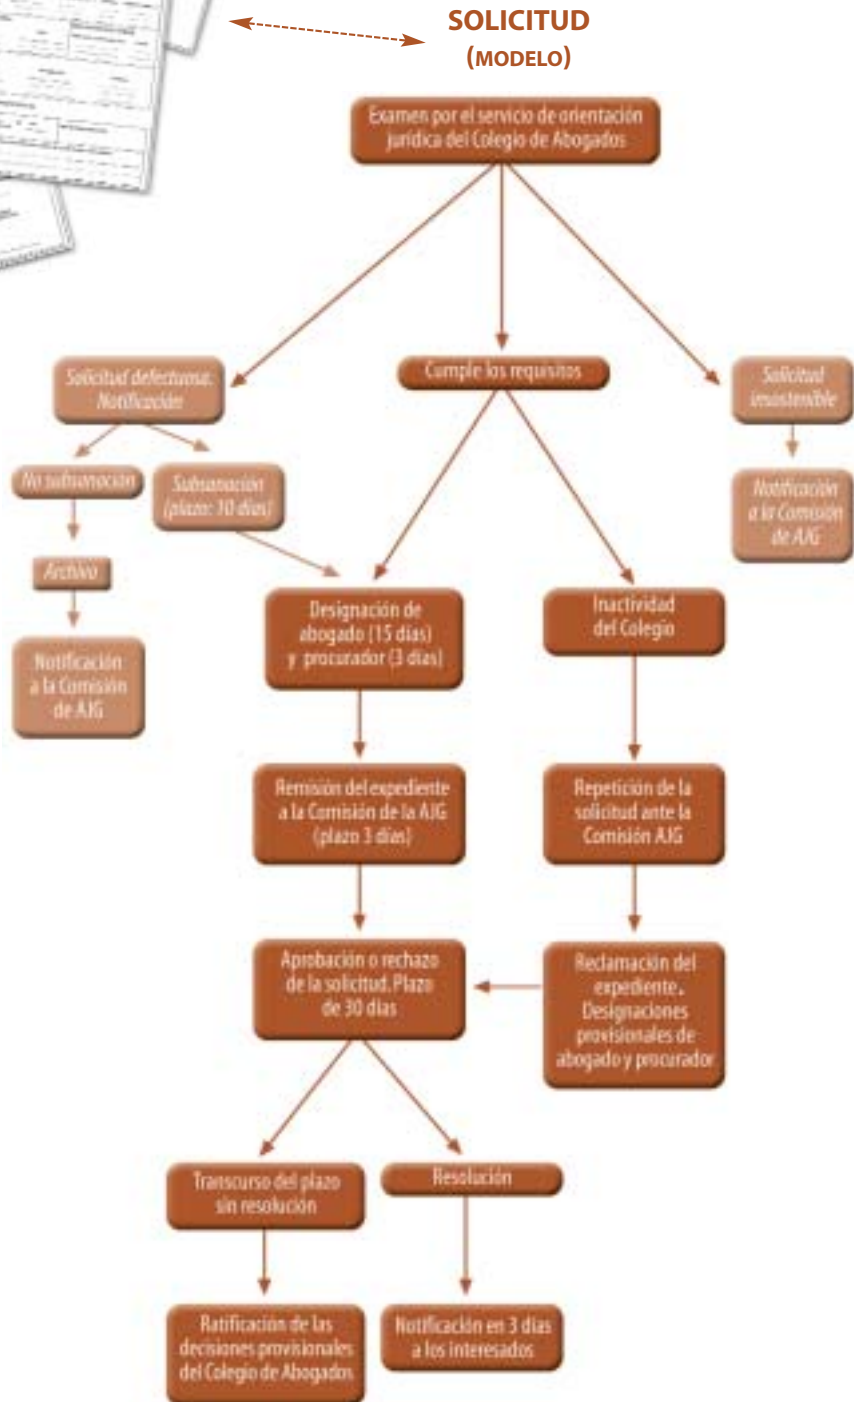 SOLICITUD
(MODELO)
Examen por el servicio de orientación
jurídica del Colegio de Abogados
Solicitud defectuosa.
Notificación
Cumple los requisitos
Solicitud
insostenible
No subsanación
Subsanación
(plazo: 10 días)
Notificación
a la Comisión
de AJG
Archivo
Designación de
abogado (15 días)
y procurador (3 días)
Inactividad
del Colegio
Notificación
a la Comisión
de AJG
Remisión del expediente
a la Comisión de la AJG
(plazo 3 días)
Repetición de la
solicitud ante la
Comisión AJG
Aprobación o rechazo
de la solicitud. Plazo
de 30 días
Reclamación del
expediente.
Designaciones
provisionales de
abogado y procurador
Transcurso del plazo
sin resolución
Resolución
Ratificación de las
decisiones provisionales
del Colegio de Abogados
Notificación en 3 días
a los interesados